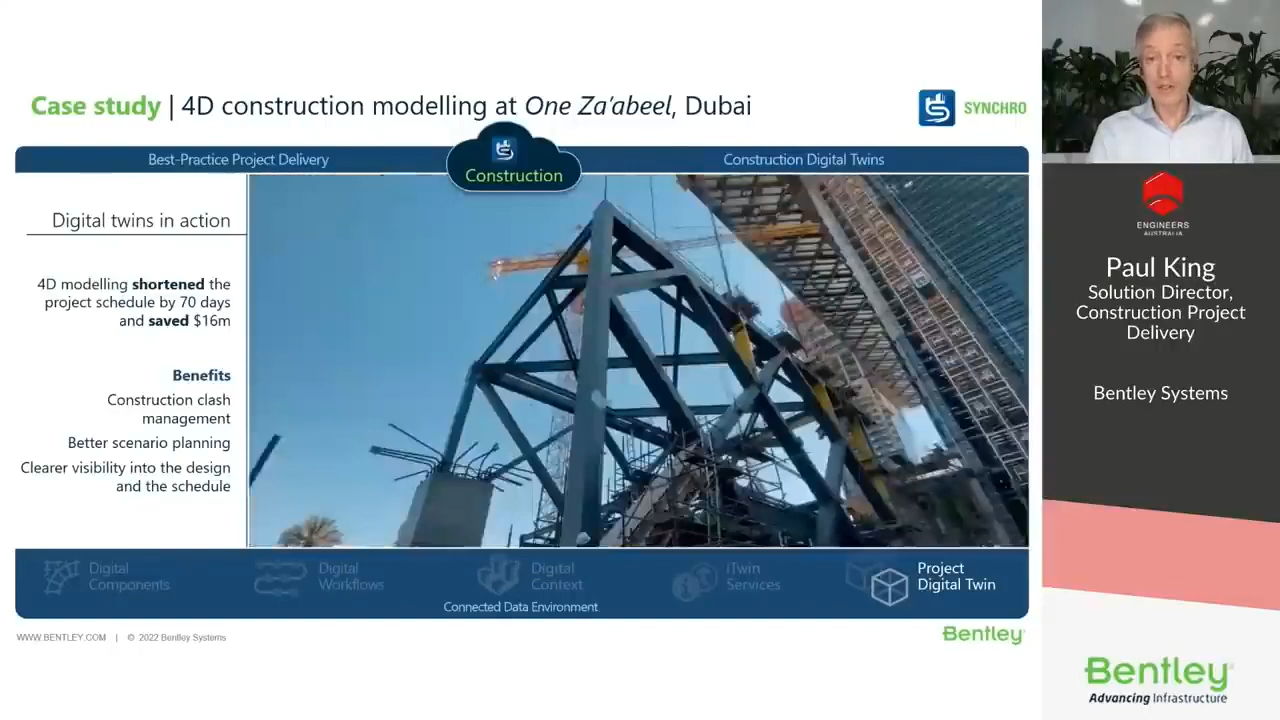 Case study | 4D construction modelling at One Za'abeel, Dubai
SYNCHRO
Best-Practice Project Delivery
Construction
Construction Digital Twins
Digital twins in action
4D modelling shortened the
project schedule by 70 days
and saved $16m
Benefits
Construction clash
management
Better scenario planning
Clearer visibility into the design
and the schedule
Digital
Components
Digital
Workflows
Digital
Context
iTwin
Services
Project
Digital Twin
Connected Data Environment
WWW.BENTLEY.COM | © 2022 Bentley Systems
Bentley
ENGINEERS
AUSTRALIA
Paul King
Solution Director,
Construction Project
Delivery
Bentley Systems
Bentley
Advancing Infrastructure